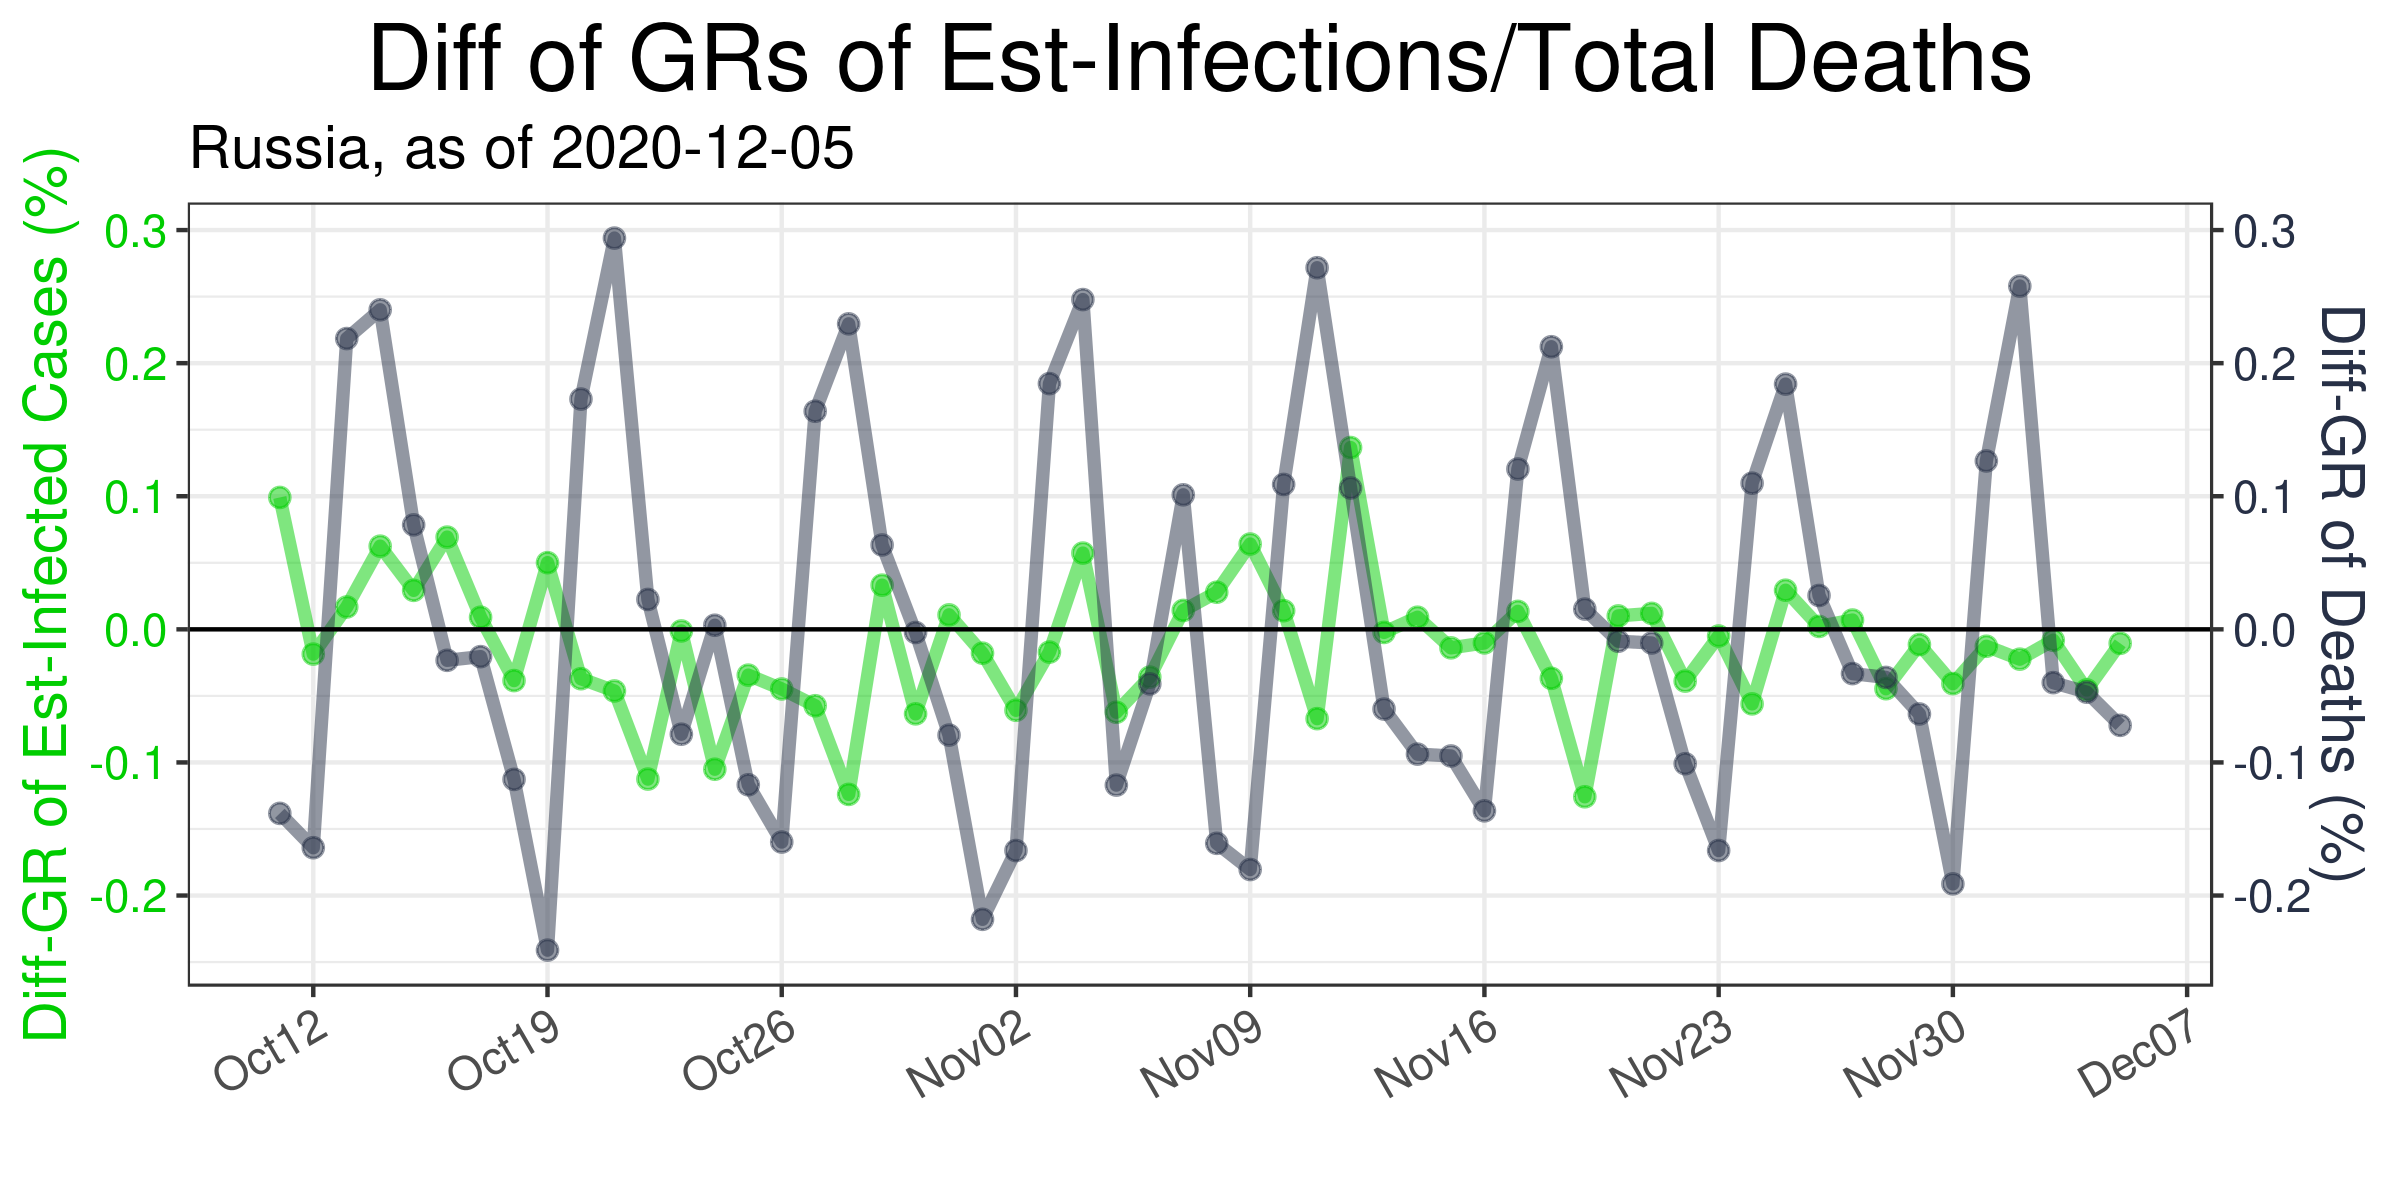 Diff of GRs of Est-Infections/Total Deaths
Russia, as of 2020-12-05
Diff-GR of Est-Infected Cases (%)
0.3
0.2
0.1
0.0
-0.1
-0.2
0.3
0.2
0.1
0.0
-0.1
-0.2
Diff-GR of Deaths (%)
Oct12
Oct19
Oct26
Nov02
Nov09
Nov16
Nov23
Nov30
Dec07